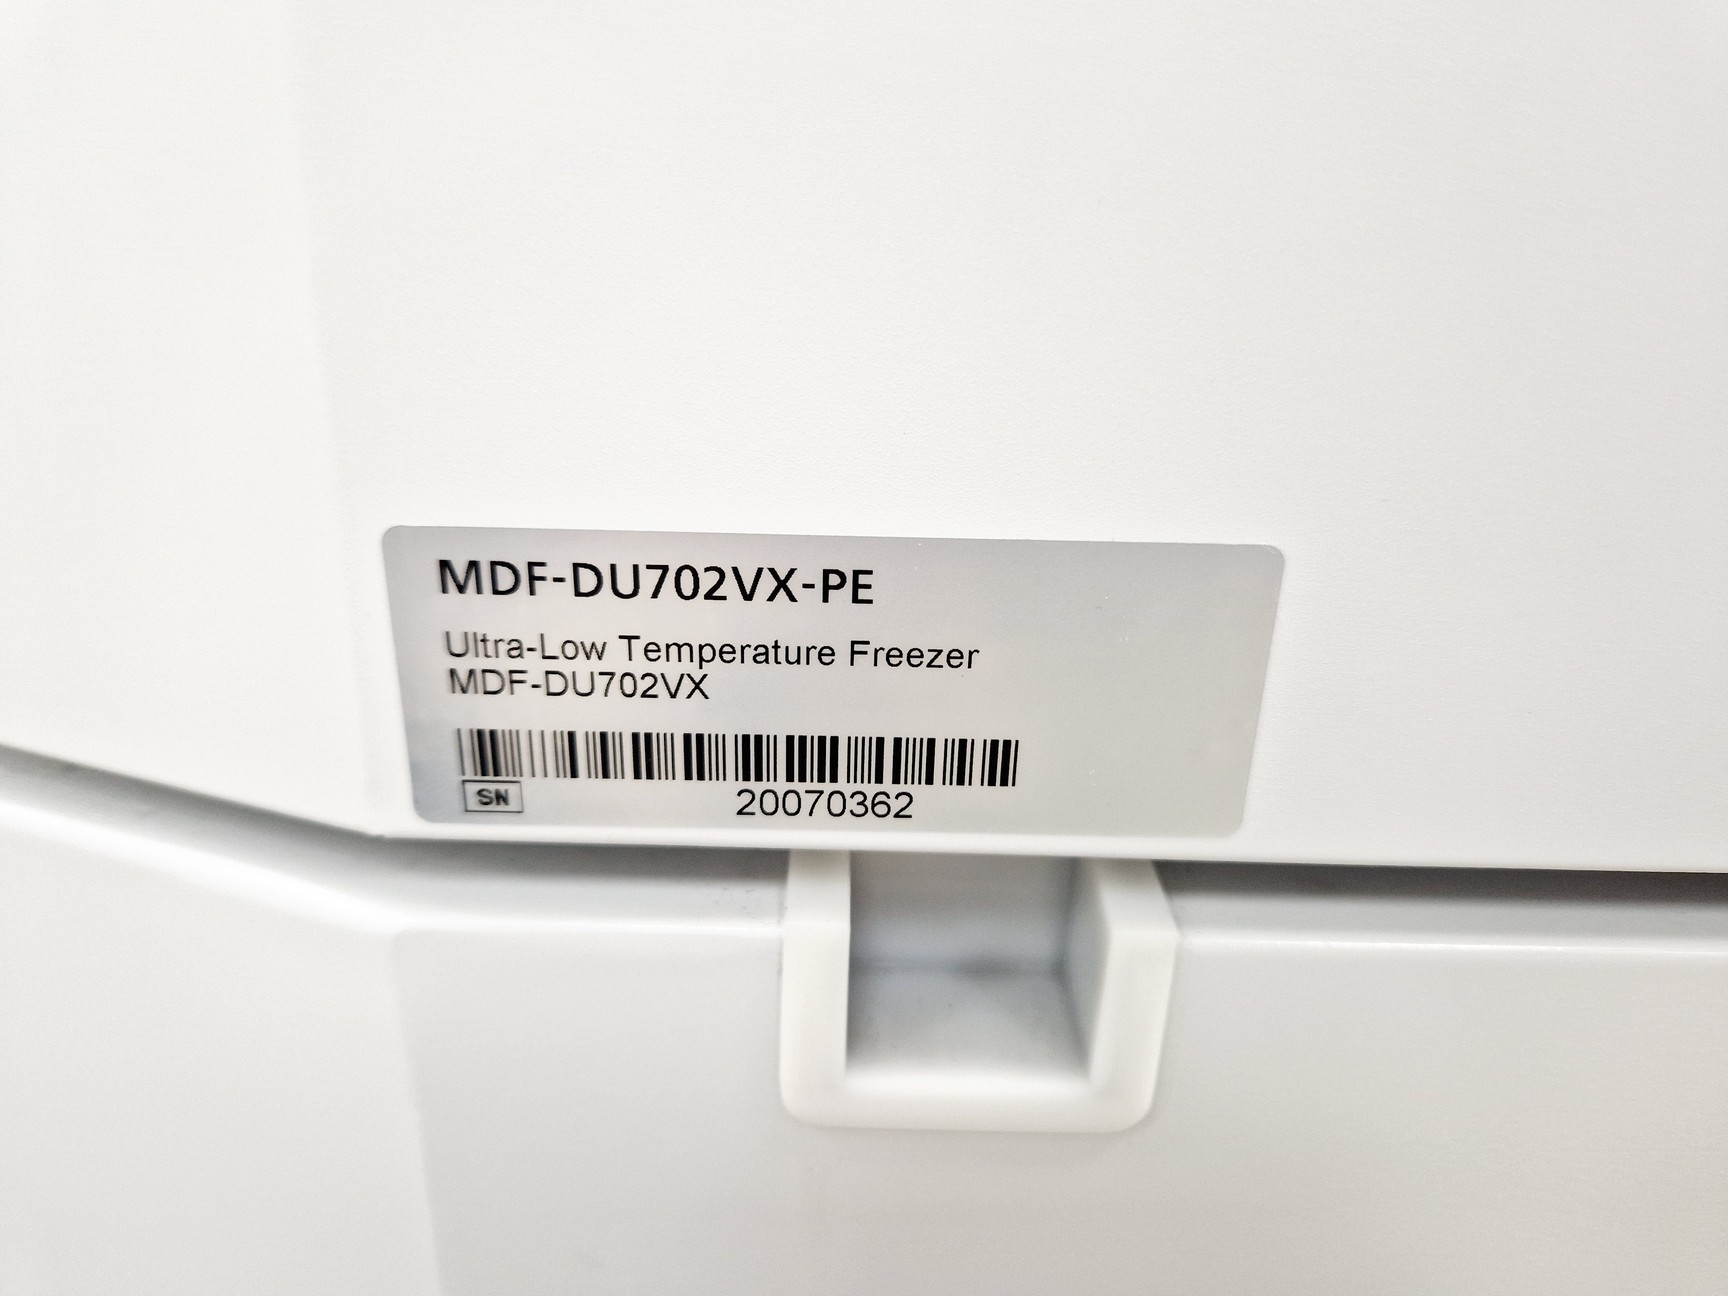 MDF-DU702VX-PE
Ultra-Low Temperature Freezer
MDF-DU702VX
SN
20070362